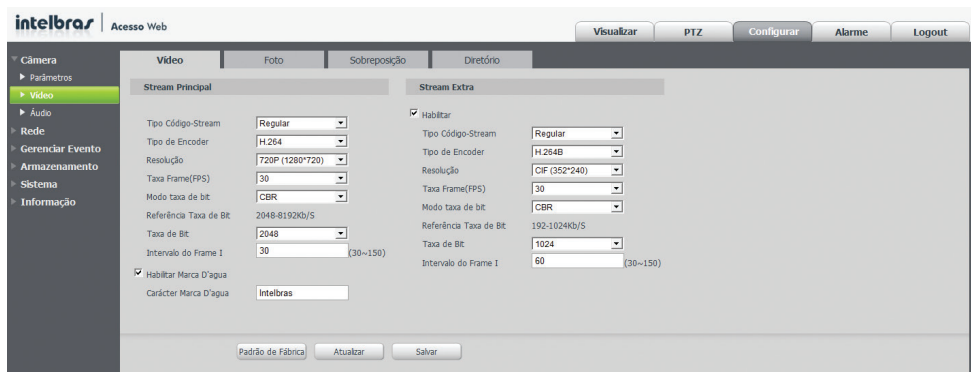 intelbras Acesso Web
Visualizar PTZ Configurar Alarme Logout
Câmera
Parâmetros
Vídeo
Áudio
Rede
Gerenciar Evento
Armazenamento
Sistema
Informação
Vídeo Foto Sobreposição Diretório
Stream Principal
Tipo Código-Stream Regular
Tipo de Encoder H.264
Resolução 720P (1280*720)
Taxa Frame(FPS) 30
Modo taxa de bit CBR
Referência Taxa de Bit 2048-8192Kb/S
Taxa de Bit 2048
Intervalo do Frame I 30 (30~150)
Habilitar Marca D'agua
Carácter Marca D'agua Intelbras
Stream Extra
Habilitar
Tipo Código-Stream Regular
Tipo de Encoder H.264B
Resolução CIF (352*240)
Taxa Frame(FPS) 30
Modo taxa de bit CBR
Referência Taxa de Bit 192-1024Kb/S
Taxa de Bit 1024
Intervalo do Frame I 60 (30~150)
Padrão de Fábrica Atualizar Salvar